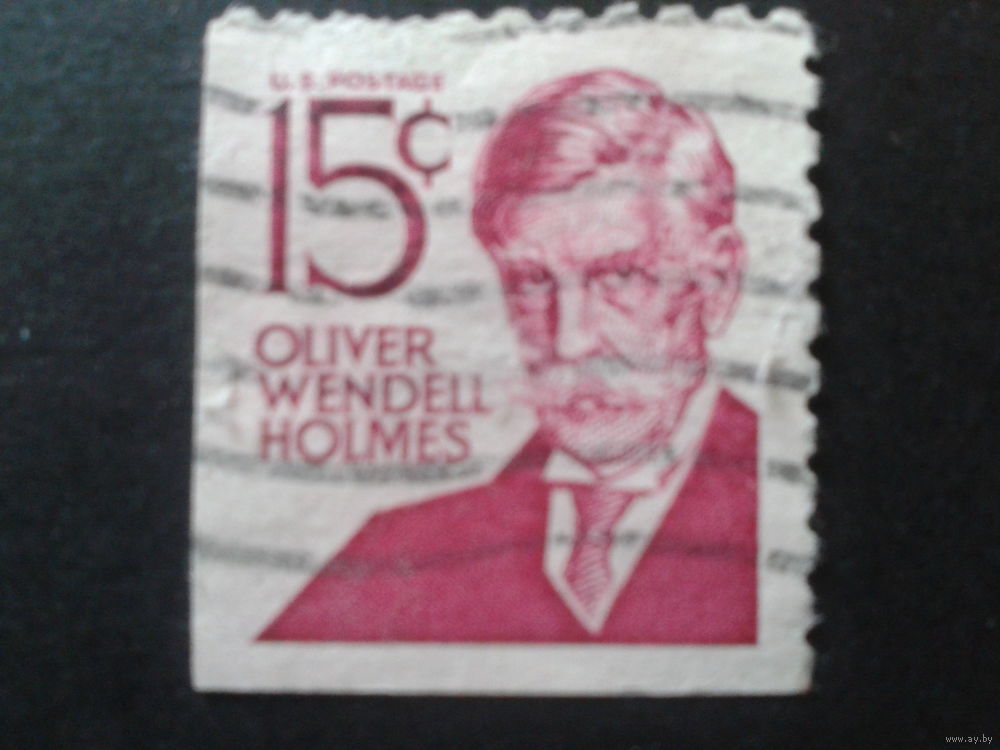 U.S. POSTAGE
15¢
OLIVER
WENDELL
HOLMES
www.ay.by